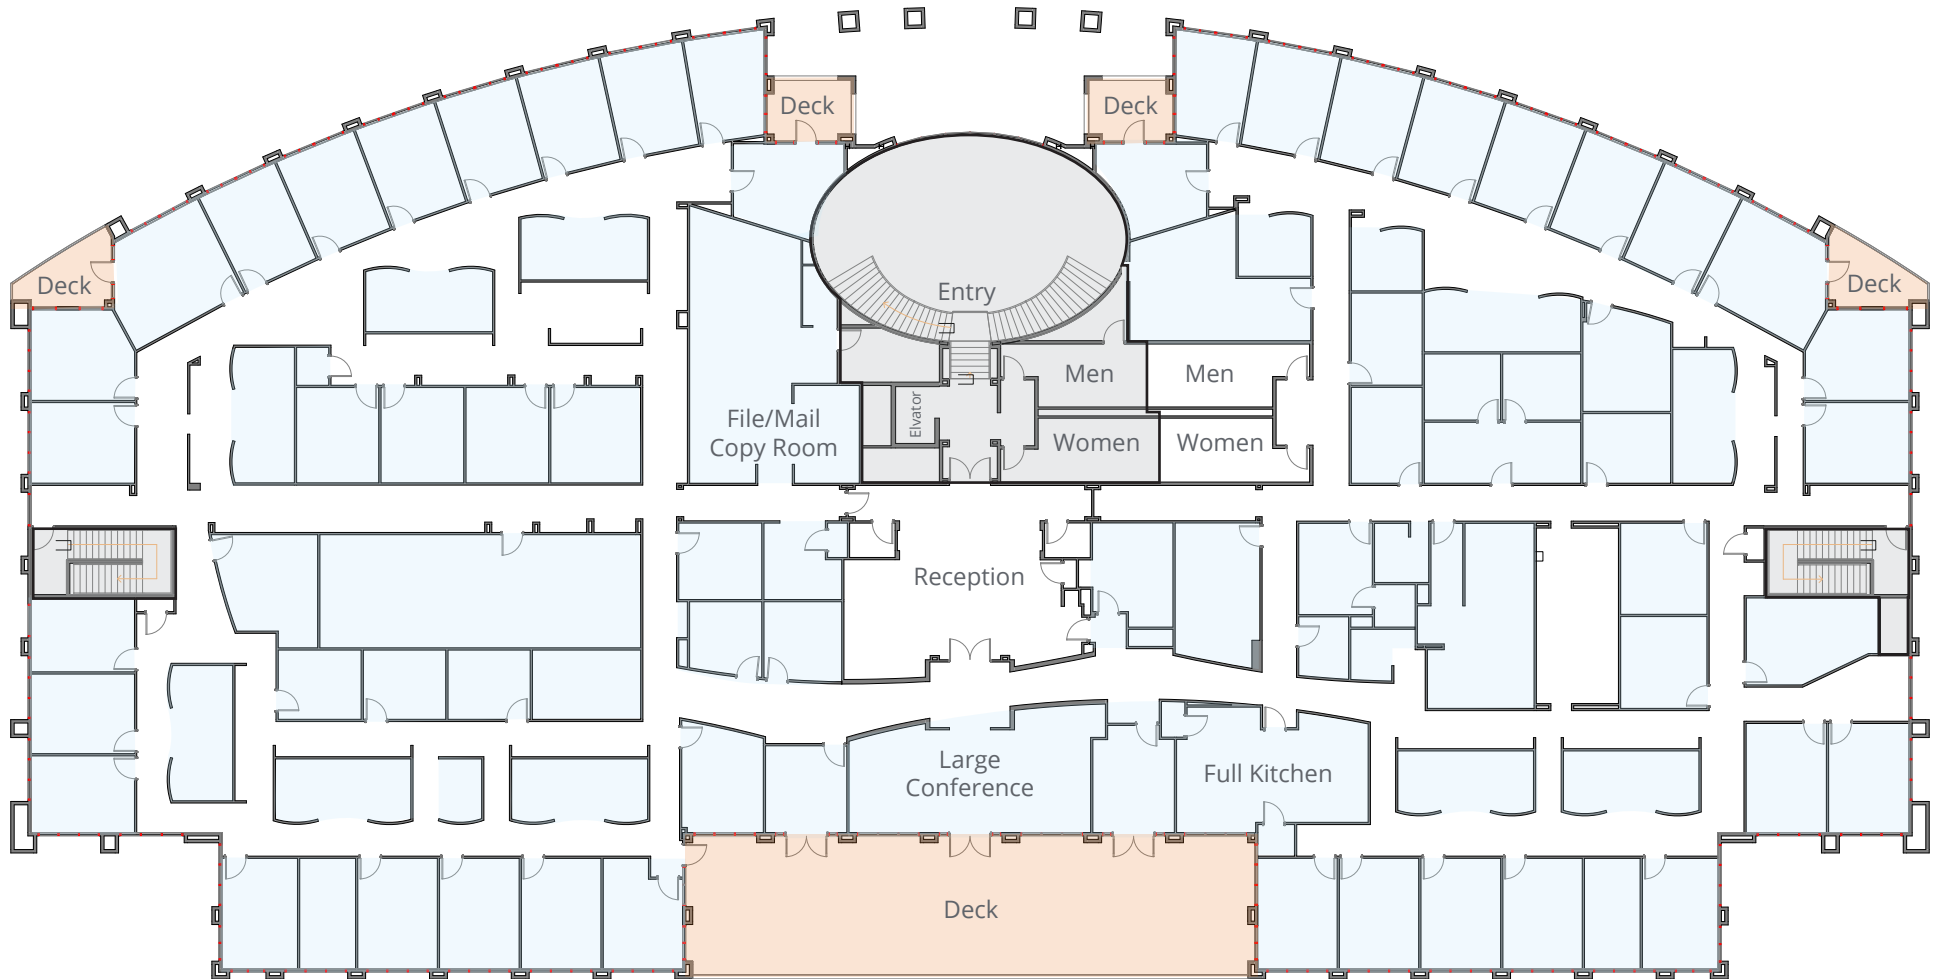 Deck
Deck
Deck
Deck
Entry
Men
Men
Elvator
File/Mail
Copy Room
Women
Women
Reception
Large
Conference
Full Kitchen
Deck